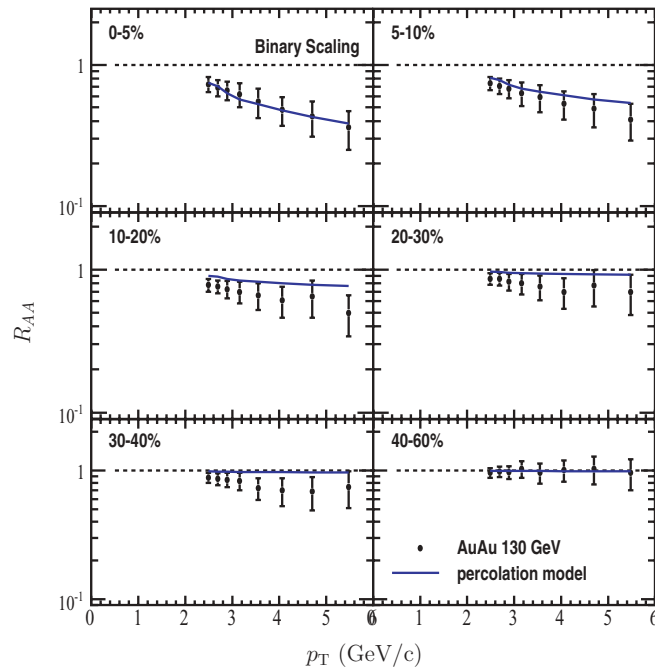 0-5%
Binary Scaling
5-10%
1
10⁻¹
10-20%
20-30%
1
10⁻¹
30-40%
40-60%
1
AuAu 130 GeV
percolation model
10⁻¹
0 1 2 3 4 5 6 0 1 2 3 4 5 6
R_AA
p_T (GeV/c)